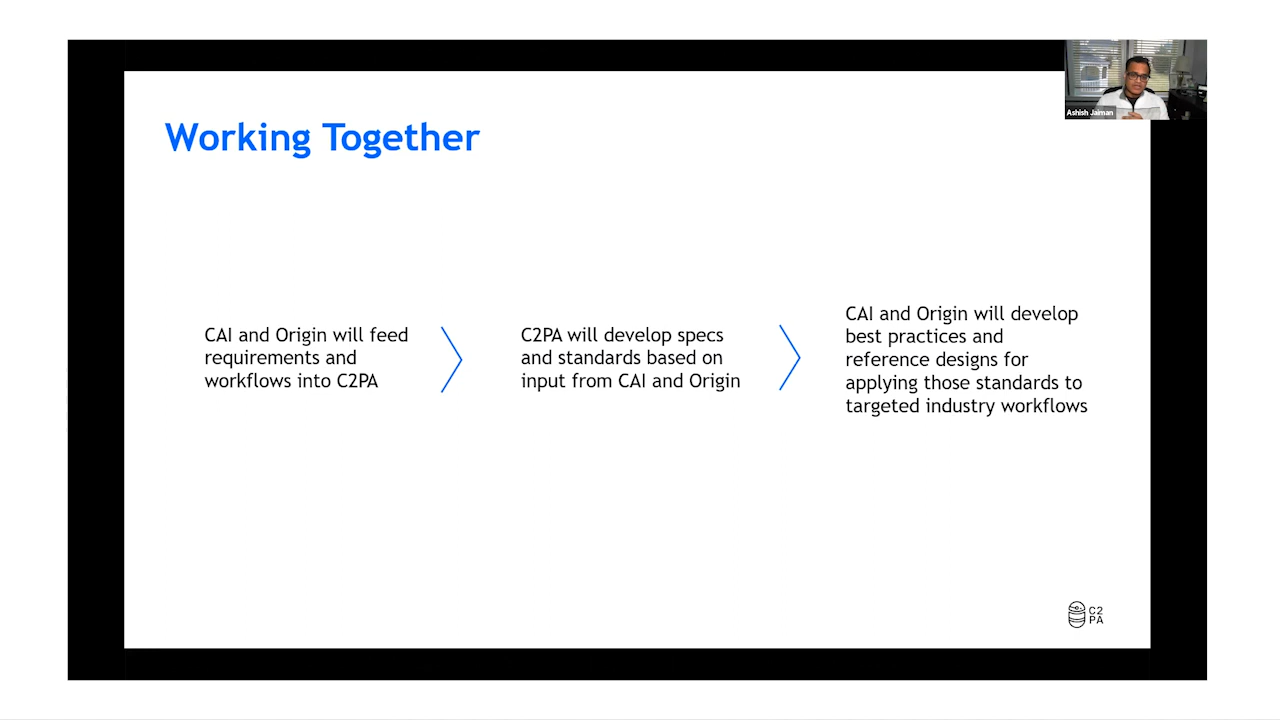 Ashish Jaiman
Working Together
CAI and Origin will feed
requirements and
workflows into C2PA
C2PA will develop specs
and standards based on
input from CAI and Origin
CAI and Origin will develop
best practices and
reference designs for
applying those standards to
targeted industry workflows
C2
PA